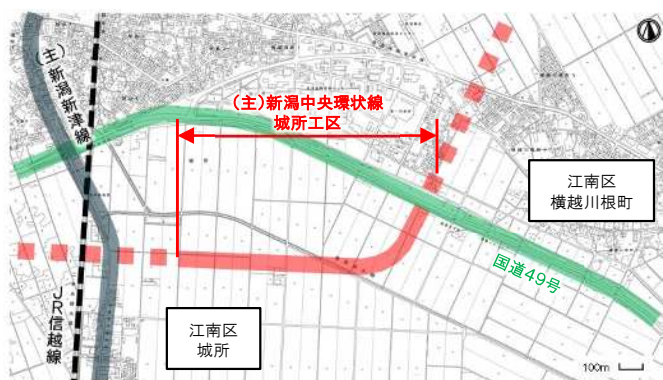 (主)新潟新津線
(主)新潟中央環状線
城所工区
江南区
横越川根町
国道49号
JR信越線
江南区
城所
100m